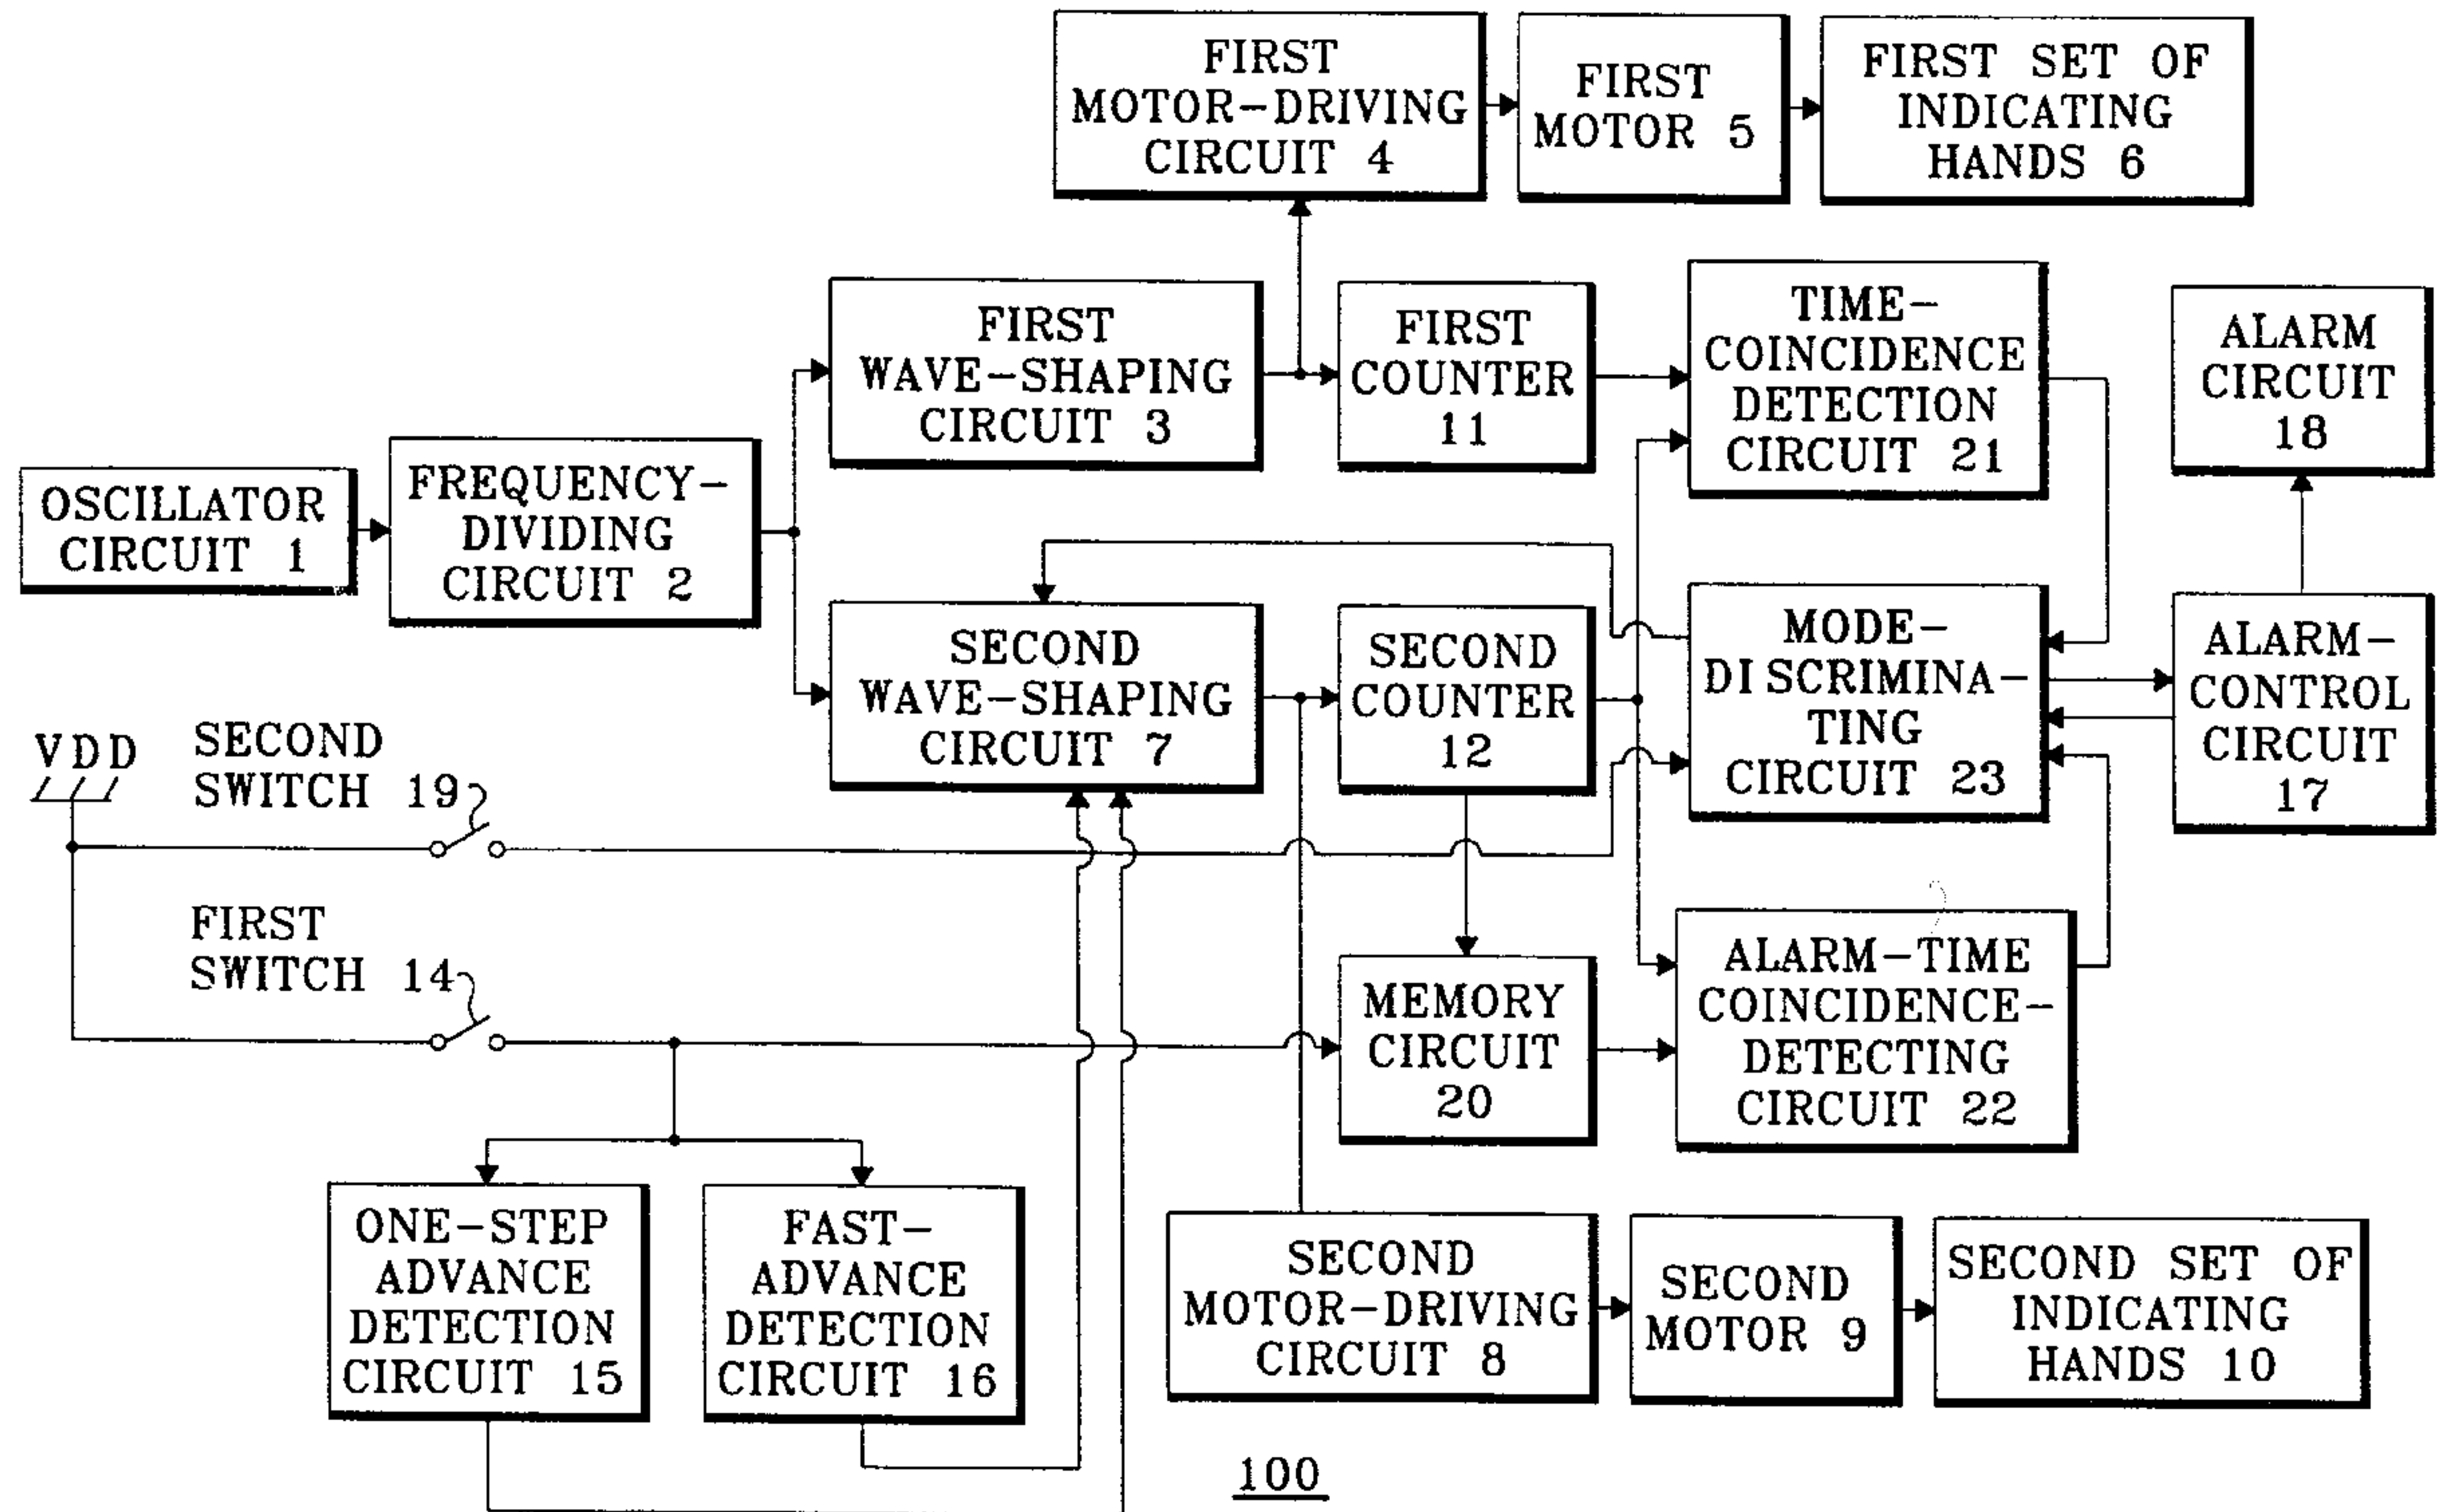 FIRST
MOTOR-DRIVING
CIRCUIT 4
FIRST
MOTOR 5
FIRST SET OF
INDICATING
HANDS 6
FIRST
WAVE-SHAPING
CIRCUIT 3
FIRST
COUNTER
11
TIME-
COINCIDENCE
DETECTION
CIRCUIT 21
ALARM
CIRCUIT
18
OSCILLATOR
CIRCUIT 1
FREQUENCY-
DIVIDING
CIRCUIT 2
SECOND
WAVE-SHAPING
CIRCUIT 7
SECOND
COUNTER
12
MODE-
DISCRIMINA-
TING
CIRCUIT 23
ALARM-
CONTROL
CIRCUIT
17
VDD
SECOND
SWITCH 19
FIRST
SWITCH 14
MEMORY
CIRCUIT
20
ALARM-TIME
COINCIDENCE-
DETECTING
CIRCUIT 22
ONE-STEP
ADVANCE
DETECTION
CIRCUIT 15
FAST-
ADVANCE
DETECTION
CIRCUIT 16
SECOND
MOTOR-DRIVING
CIRCUIT 8
SECOND
MOTOR 9
SECOND SET OF
INDICATING
HANDS 10
100